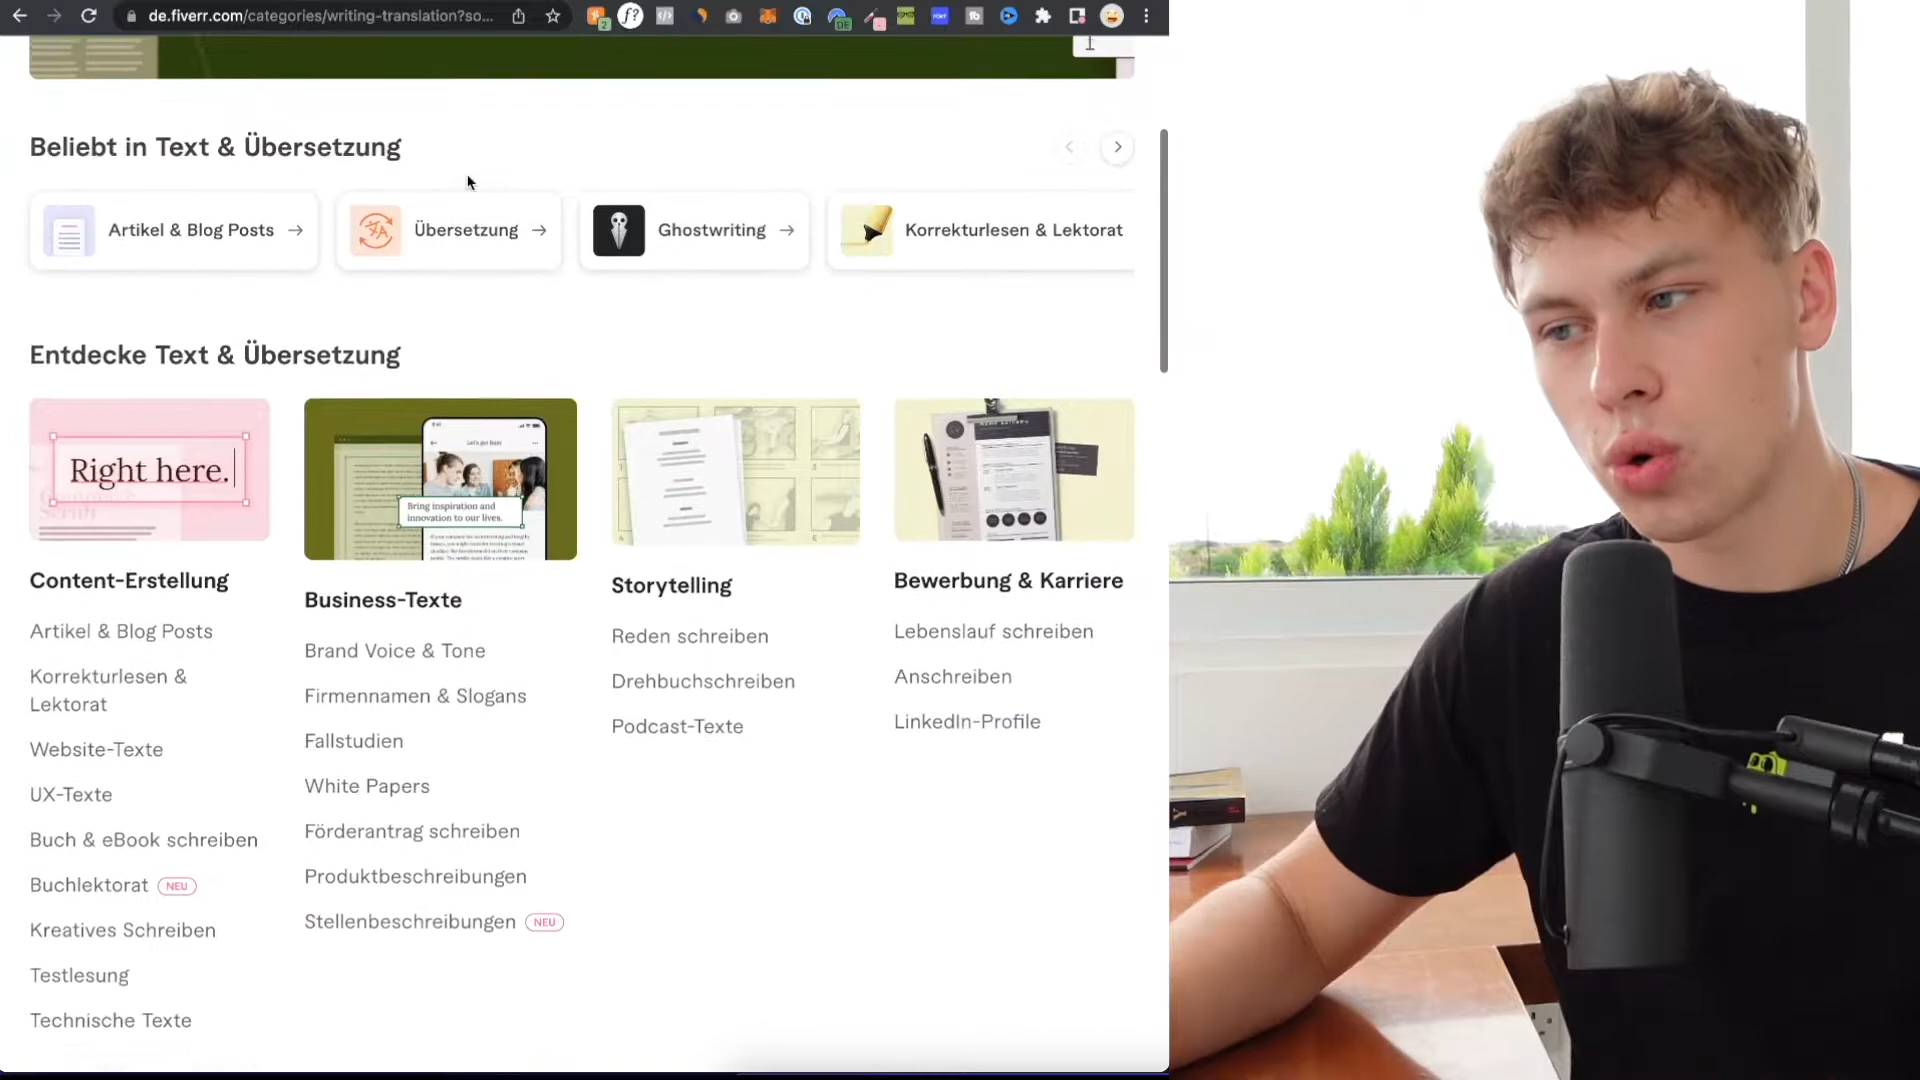 de.fiverr.com/categories/writing-translation?so...
Beliebt in Text & Übersetzung
Artikel & Blog Posts →
Übersetzung →
Ghostwriting →
Korrekturlesen & Lektorat
Entdecke Text & Übersetzung
Right here.
Let's get Busy
Bring inspiration and
innovation to our lives.
Content-Erstellung
Artikel & Blog Posts
Korrekturlesen &
Lektorat
Website-Texte
UX-Texte
Buch & eBook schreiben
Buchlektorat NEU
Kreatives Schreiben
Testlesung
Technische Texte
Business-Texte
Brand Voice & Tone
Firmennamen & Slogans
Fallstudien
White Papers
Förderantrag schreiben
Produktbeschreibungen
Stellenbeschreibungen NEU
Storytelling
Reden schreiben
Drehbuchschreiben
Podcast-Texte
Bewerbung & Karriere
Lebenslauf schreiben
Anschreiben
LinkedIn-Profile